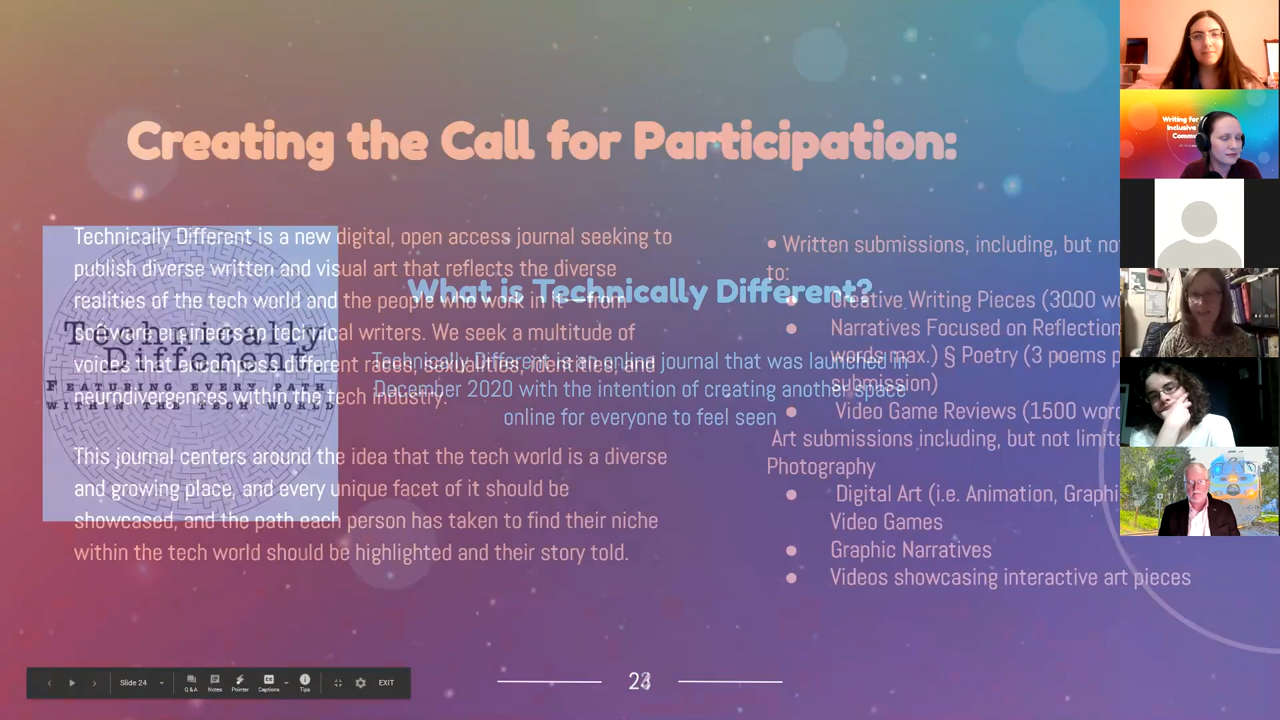 Creating the Call for Participation:
Technically Different is a new digital, open access journal seeking to
publish diverse written and visual art that reflects the diverse
realities of the tech world and the people who work in it—from
software engineers to technical writers. We seek a multitude of
voices that encompass different races, sexualities, identities, and
neurodivergences within the tech industry.
This journal centers around the idea that the tech world is a diverse
and growing place, and every unique facet of it should be
showcased, and the path each person has taken to find their niche
within the tech world should be highlighted and their story told.
Technically
Different
FEATURING EVERY PATH
WITHIN THE TECH WORLD
What is Technically Different?
Technically Different is an online journal that was launched in
December 2020 with the intention of creating another space
online for everyone to feel seen
• Written submissions, including, but
to:
● Creative Writing Pieces (3000
● Narratives Focused on Reflection
words max.) § Poetry (3 poems
submission)
● Video Game Reviews (1500
Art submissions including, but not
Photography
● Digital Art (i.e. Animation,
Video Games
● Graphic Narratives
● Videos showcasing interactive art pieces
Slide 24
Q&A
Notes
Pointer
Captions
Tips
EXIT
Writing for
Inclusive